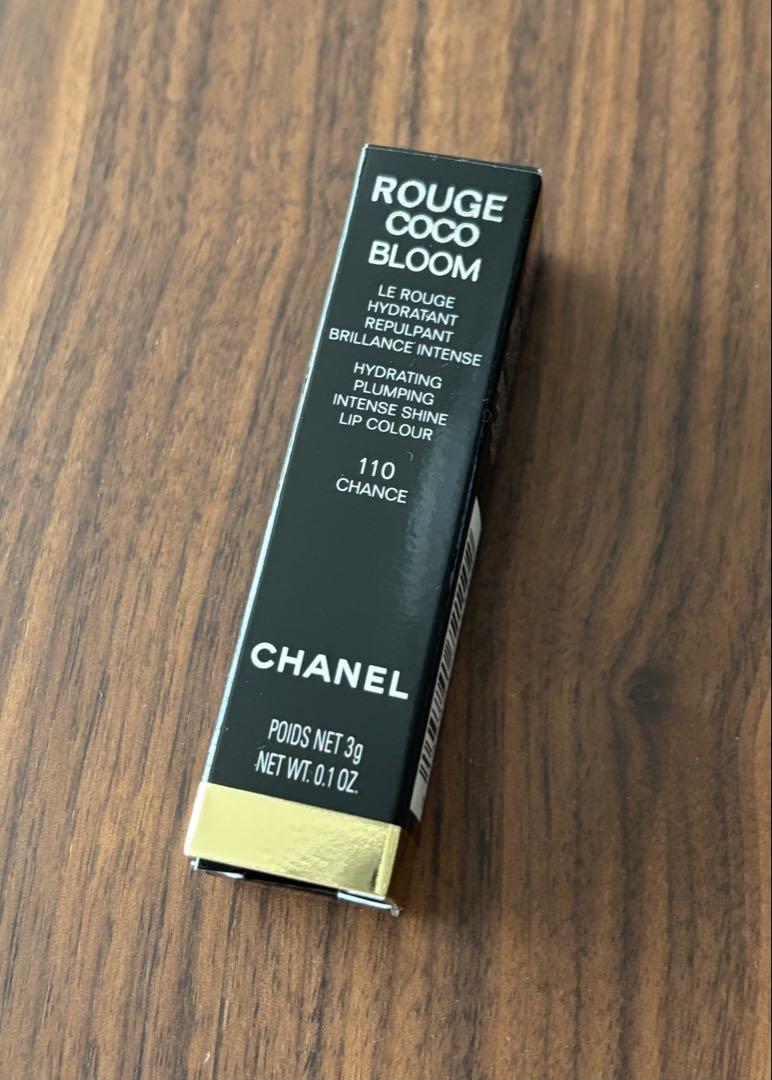 ROUGE
COCO
BLOOM
LE ROUGE
HYDRATANT
REPULPANT
BRILLANCE INTENSE
HYDRATING
PLUMPING
INTENSE SHINE
LIP COLOUR
110
CHANCE
CHANEL
POIDS NET 3g
NET WT. 0.1 OZ.